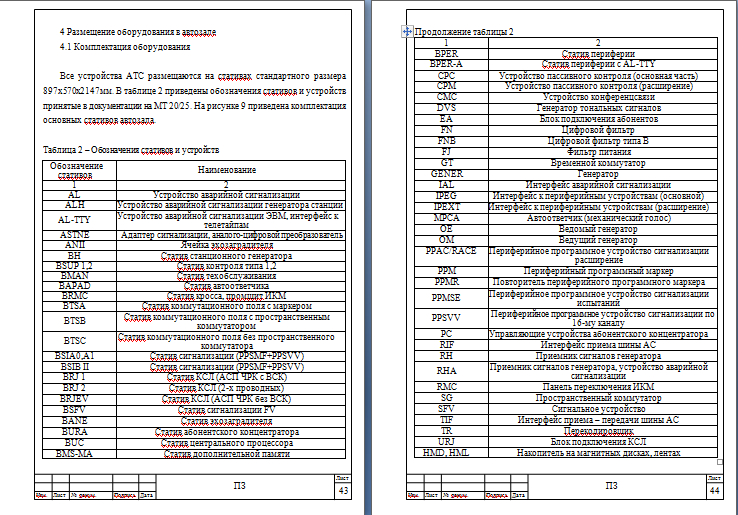 4 Размещение оборудования в автозале
4.1 Комплектация оборудования
Все устройства АТС размещаются на стативах стандартного размера
897х570х2147мм. В таблице 2 приведены обозначения стативов и устройств
принятые в документации на МТ 20/25. На рисунке 9 приведена комплектация
основных стативов автозала.
Таблица 2 – Обозначения стативов и устройств
Обозначение стативов Наименование
1 2
AL Устройство аварийной сигнализации
ALH Устройство аварийной сигнализации генератора станции
AL-TTY Устройство аварийной сигнализации ЭВМ, интерфейс к
телетайпам
ASTNE Адаптер сигнализации, аналого-цифровой преобразователь
ANII Ячейка эхозаградителя
BH Статив станционного генератора
BSUP 1,2 Статив контроля типа 1,2
BMAN Статив техобслуживания
BAPAD Статив автоответчика
BRMC Статив кросса, промщит ИКМ
BTSA Статив коммутационного поля с маркером
BTSB Статив коммутационного поля с пространственным
коммутатором
BTSC Статив коммутационного поля без пространственного
коммутатора
BSIA0,A1 Статив сигнализации (PPSMF+PPSVV)
BSIB II Статив сигнализации (PPSMF+PPSVV)
BRJ 1 Статив КСЛ (АСП ЧРК с ВСК)
BRJ 2 Статив КСЛ (2-х проводных)
BRJEV Статив КСЛ (АСП ЧРК без ВСК)
BSFV Статив сигнализации FV
BANE Статив эхозаградителя
BURA Статив абонентского концентратора
BUC Статив центрального процессора
BMS-MA Статив дополнительной памяти
ПЗ
Лист
43
Изм. Лист № докум. Подпись Дата
Продолжение таблицы 2
1 2
BPER Статив периферии
BPER-A Статив периферии с AL-TTY
CPC Устройство пассивного контроля (основная часть)
CPM Устройство пассивного контроля (расширение)
CMC Устройство конференцсвязи
DVS Генератор тональных сигналов
EA Блок подключения абонентов
FN Цифровой фильтр
FNB Цифровой фильтр типа B
FJ Фильтр питания
GT Временной коммутатор
GENER Генератор
IAL Интерфейс аварийной сигнализации
IPEG Интерфейс к периферийным устройствам (основной)
IPEXT Интерфейс к периферийным устройствам (расширение)
MPCA Автоответчик (механический голос)
OE Ведомый генератор
OM Ведущий генератор
PPAC/RACE Периферийное программное устройство сигнализации
расширение
PPM Периферийный программный маркер
PPMR Повторитель периферийного программного маркера
PPMSE Периферийное программное устройство сигнализации
испытаний
PPSVV Периферийное программное устройство сигнализации по
16-му каналу
PC Управляющие устройства абонентского концентратора
RIF Интерфейс приема шины АС
RH Приемник сигналов генератора
RHA Приемник сигналов генератора, устройство аварийной
сигнализации
RMC Панель переключения ИКМ
SG Пространственный коммутатор
SFV Сигнальное устройство
TIF Интерфейс приема – передачи шины АС
TR Перекодировщик
URJ Блок подключения КСЛ
HMD, HML Накопитель на магнитных дисках, лентах
ПЗ
Лист
44
Изм. Лист № докум. Подпись Дата